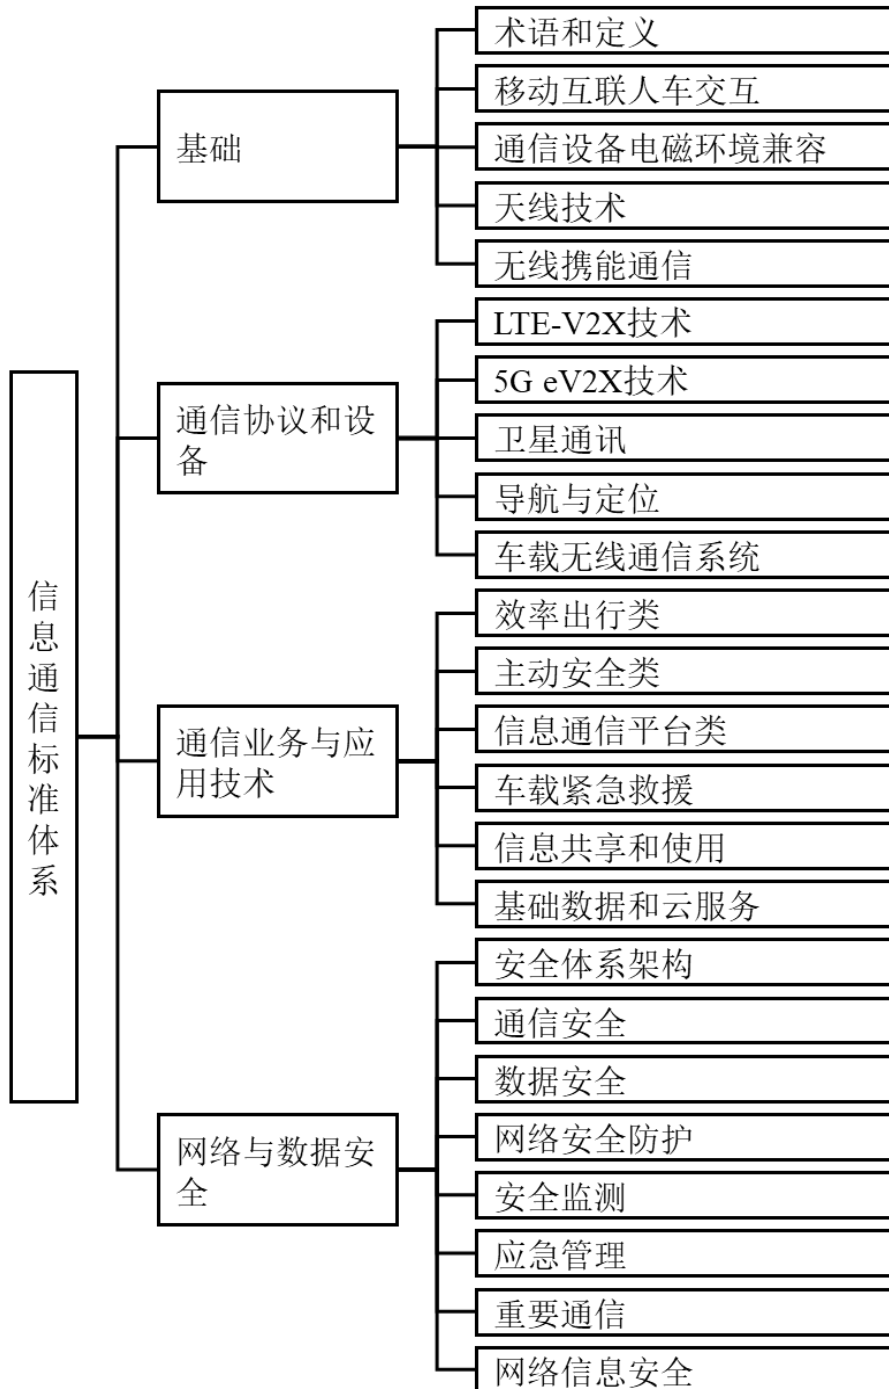 信息通信标准体系
基础
术语和定义
移动互联人车交互
通信设备电磁环境兼容
天线技术
无线携能通信
通信协议和设
备
LTE-V2X技术
5G eV2X技术
卫星通讯
导航与定位
车载无线通信系统
通信业务与应
用技术
效率出行类
主动安全类
信息通信平台类
车载紧急救援
信息共享和使用
基础数据和云服务
网络与数据安
全
安全体系架构
通信安全
数据安全
网络安全防护
安全监测
应急管理
重要通信
网络信息安全